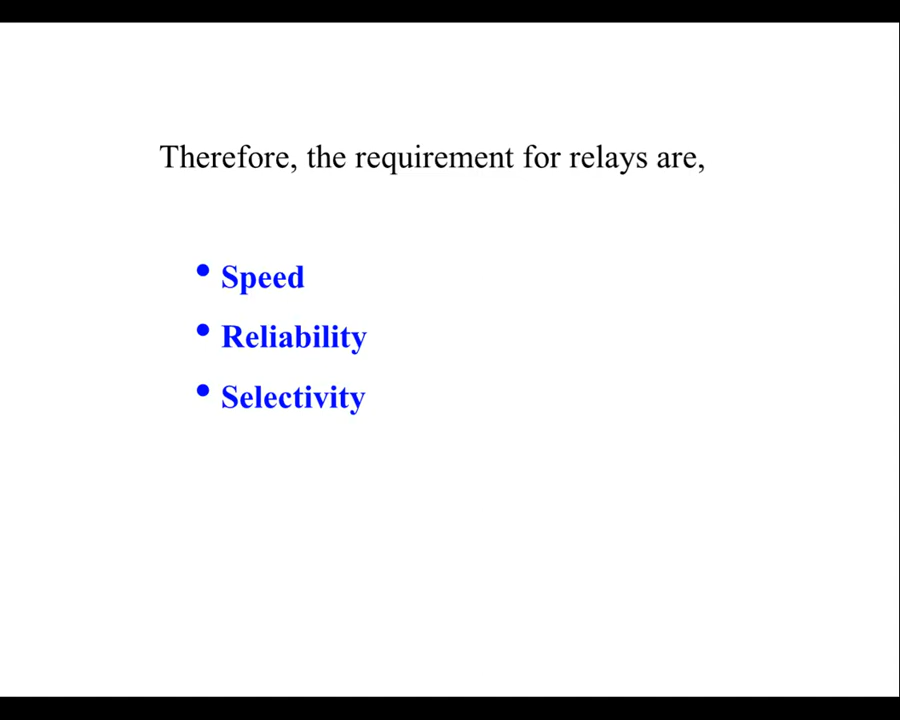 Therefore, the requirement for relays are,
• Speed
• Reliability
• Selectivity